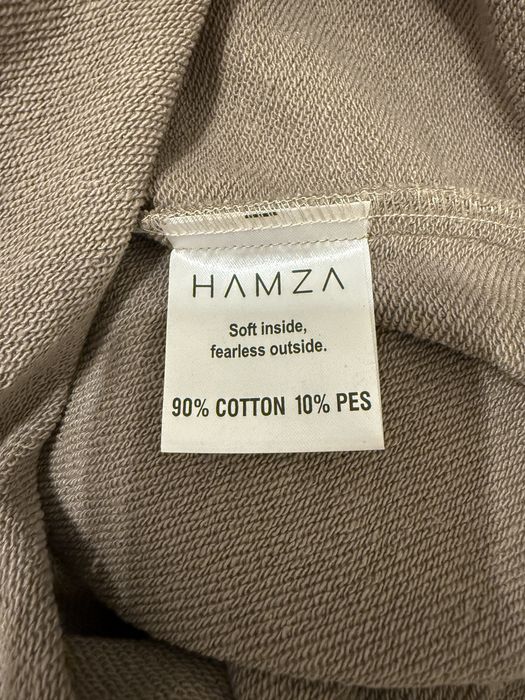 HAMZA
Soft inside,
fearless outside.
90% COTTON 10% PES